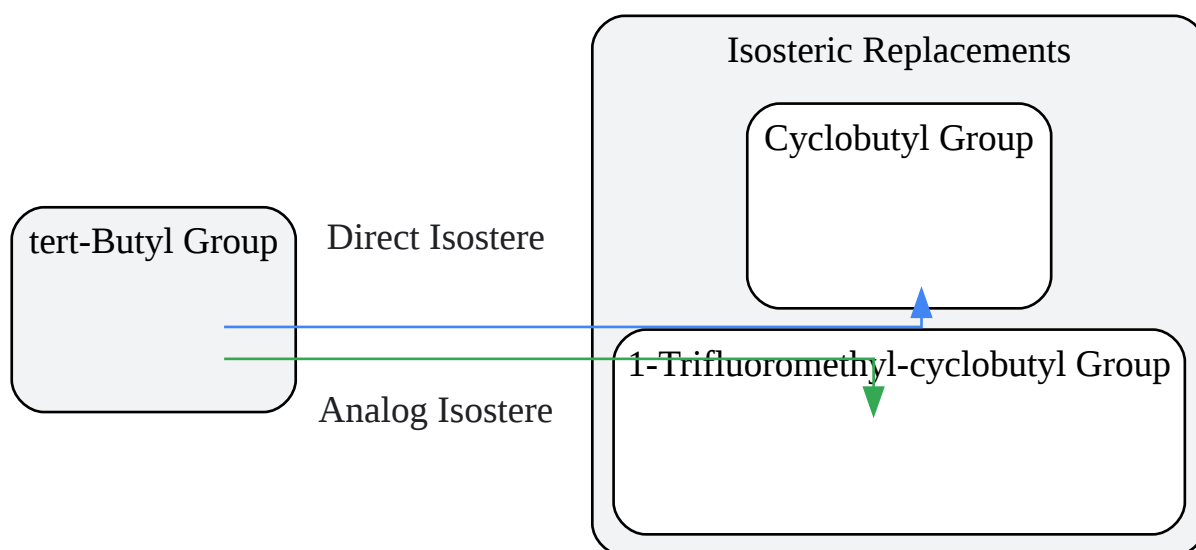 Isosteric Replacements
Cyclobutyl Group
tert-Butyl Group
Direct Isostere
1-Trifluoromethyl-cyclobutyl Group
Analog Isostere